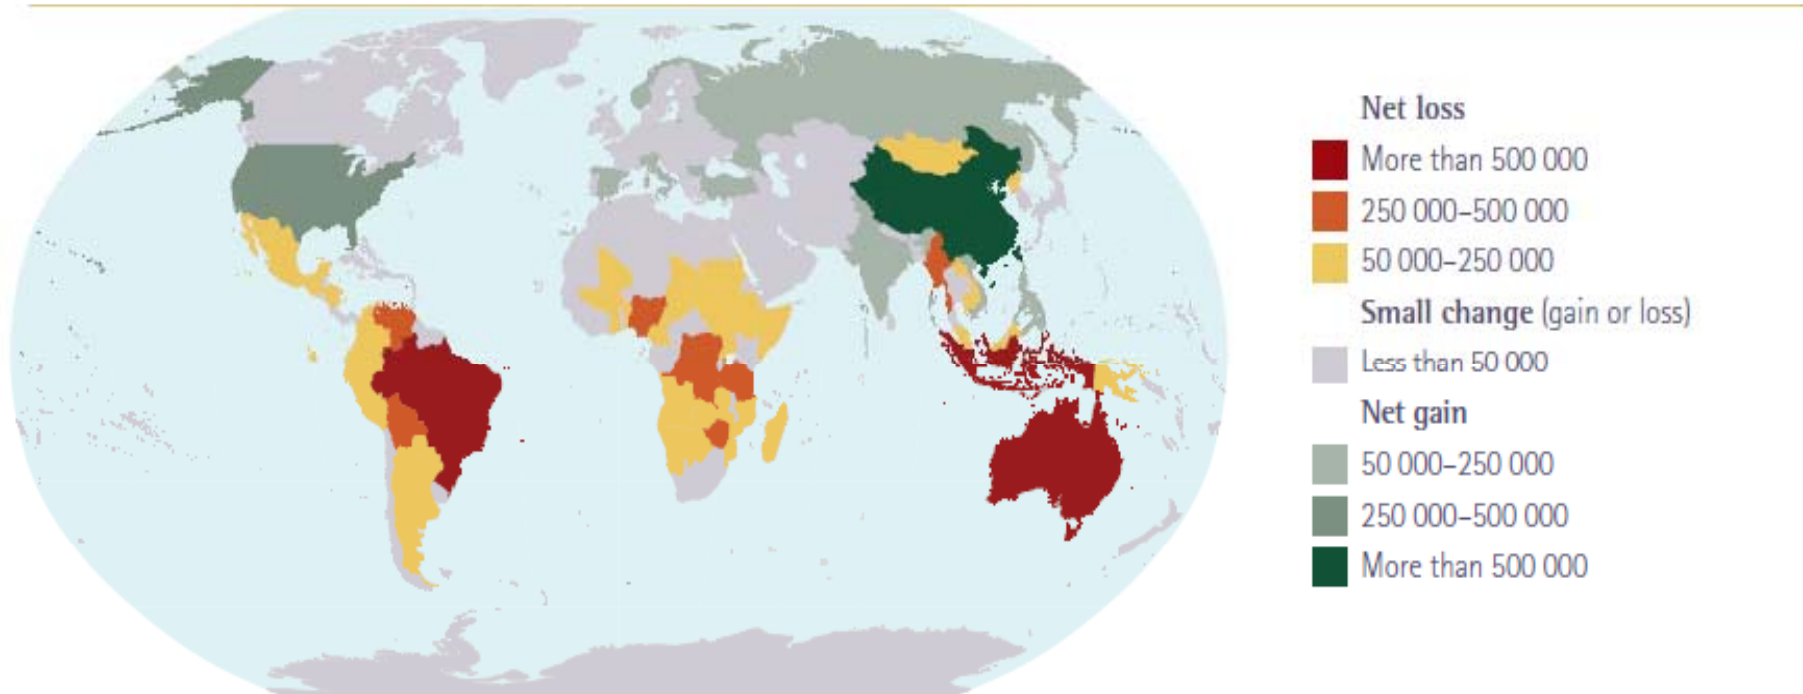 Net loss
More than 500 000
250 000–500 000
50 000–250 000
Small change (gain or loss)
Less than 50 000
Net gain
50 000–250 000
250 000–500 000
More than 500 000